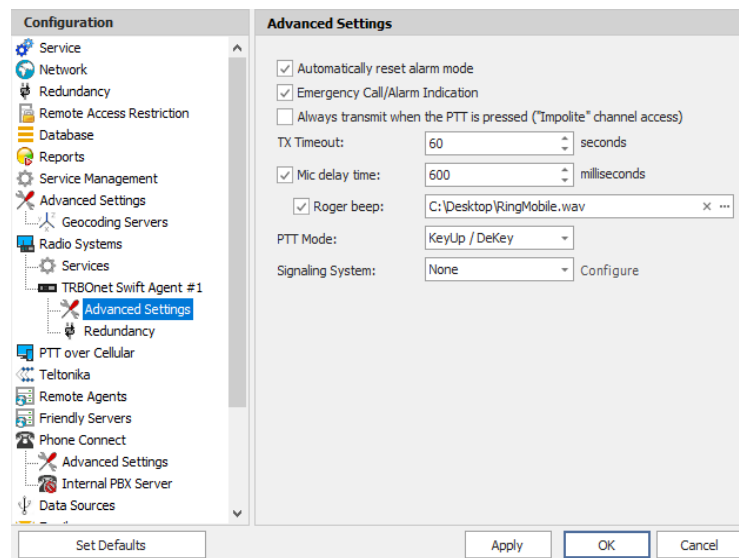 Configuration
Service
Network
Redundancy
Remote Access Restriction
Database
Reports
Service Management
Advanced Settings
Geocoding Servers
Radio Systems
Services
TRBOnet Swift Agent #1
Advanced Settings
Redundancy
PTT over Cellular
Teltonika
Remote Agents
Friendly Servers
Phone Connect
Advanced Settings
Internal PBX Server
Data Sources
Set Defaults
Advanced Settings
Automatically reset alarm mode
Emergency Call/Alarm Indication
Always transmit when the PTT is pressed ("Impolite" channel access)
TX Timeout: 60 seconds
Mic delay time: 600 milliseconds
Roger beep: C:\Desktop\RingMobile.wav
PTT Mode: KeyUp / DeKey
Signaling System: None Configure
Apply OK Cancel